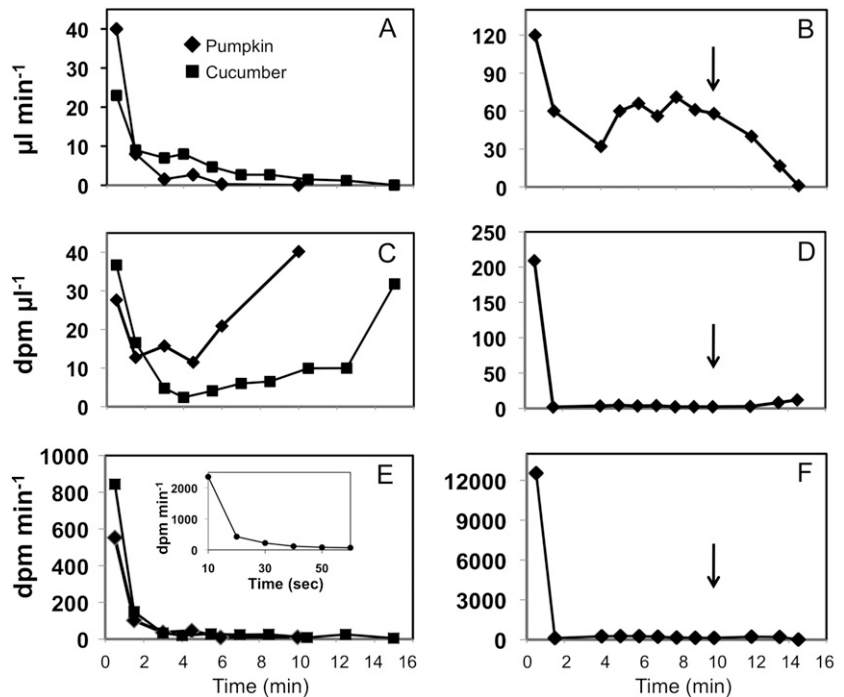 A
µl min-1
40
30
20
10
0
Pumpkin
Cucumber
B
120
90
60
30
0
C
dpm µl-1
40
30
20
10
0
D
250
200
150
100
50
0
E
dpm min-1
1000
800
600
400
200
0
dpm min-1
2000
1000
0
10 30 50
Time (sec)
0 2 4 6 8 10 12 14 16
Time (min)
F
12000
9000
6000
3000
0
0 2 4 6 8 10 12 14 16
Time (min)